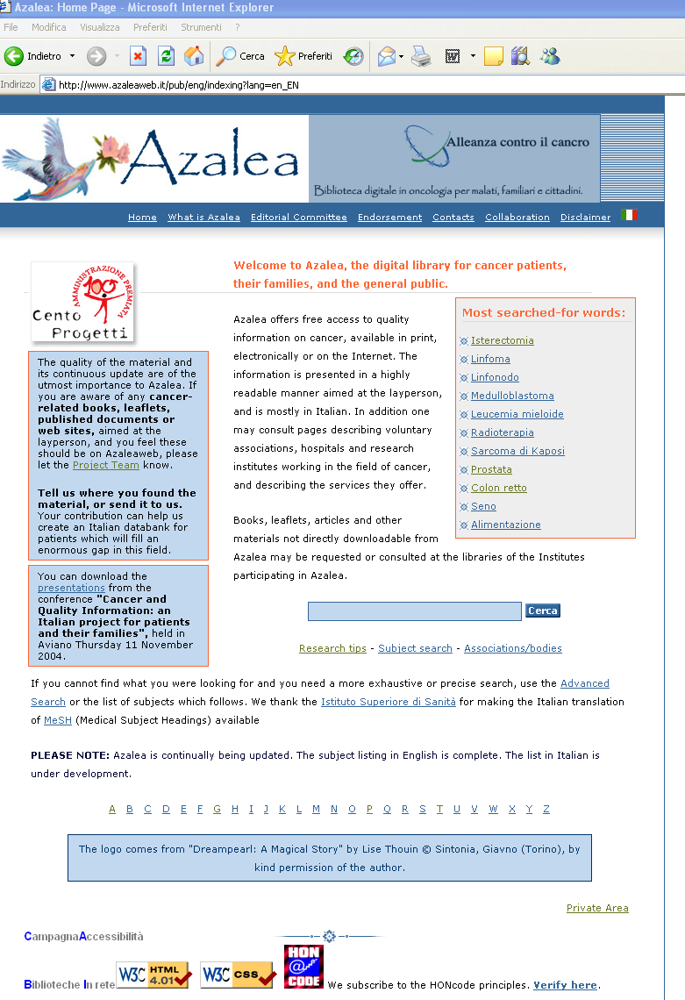 Azalea: Home Page - Microsoft Internet Explorer
File Modifica Visualizza Preferiti Strumenti ?
Indietro Cerca Preferiti
Indirizzo http://www.azaleaweb.it/pub/eng/indexing?lang=en_EN
Azalea
Alleanza contro il cancro
Biblioteca digitale in oncologia per malati, familiari e cittadini.
Home What is Azalea Editorial Committee Endorsement Contacts Collaboration Disclaimer
AMMINISTRAZIONE PREMIATA
100
Cento
Progetti
The quality of the material and
its continuous update are of the
utmost importance to Azalea. If
you are aware of any cancer-
related books, leaflets,
published documents or
web sites, aimed at the
layperson, and you feel these
should be on Azaleaweb, please
let the Project Team know.
Tell us where you found the
material, or send it to us.
Your contribution can help us
create an Italian databank for
patients which will fill an
enormous gap in this field.
You can download the
presentations from the
conference "Cancer and
Quality Information: an
Italian project for patients
and their families", held in
Aviano Thursday 11 November
2004.
Welcome to Azalea, the digital library for cancer patients,
their families, and the general public.
Azalea offers free access to quality
information on cancer, available in print,
electronically or on the Internet. The
information is presented in a highly
readable manner aimed at the layperson,
and is mostly in Italian. In addition one
may consult pages describing voluntary
associations, hospitals and research
institutes working in the field of cancer,
and describing the services they offer.
Books, leaflets, articles and other
materials not directly downloadable from
Azalea may be requested or consulted at the libraries of the Institutes
participating in Azalea.
Most searched-for words:
Isterectomia
Linfoma
Linfonodo
Medulloblastoma
Leucemia mieloide
Radioterapia
Sarcoma di Kaposi
Prostata
Colon retto
Seno
Alimentazione
Cerca
Research tips - Subject search - Associations/bodies
If you cannot find what you were looking for and you need a more exhaustive or precise search, use the Advanced
Search or the list of subjects which follows. We thank the Istituto Superiore di Sanità for making the Italian translation
of MeSH (Medical Subject Headings) available
PLEASE NOTE: Azalea is continually being updated. The subject listing in English is complete. The list in Italian is
under development.
A B C D E F G H I J K L M N O P Q R S T U V W X Y Z
The logo comes from "Dreampearl: A Magical Story" by Lise Thouin © Sintonia, Giavno (Torino), by
kind permission of the author.
Private Area
CampagnaAccessibilità
Biblioteche In rete W3C HTML 4.01 W3C css HON @ CODE We subscribe to the HONcode principles. Verify here.